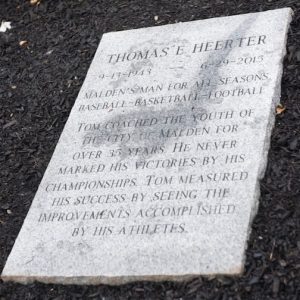 THOMAS E. HEERTER
9-13-1943 — 6-29-2015
MALDEN'S MAN FOR ALL SEASONS
BASEBALL-BASKETBALL-FOOTBALL
TOM COACHED THE YOUTH OF
THE CITY OF MALDEN FOR
OVER 35 YEARS. HE NEVER
MARKED HIS VICTORIES BY HIS
CHAMPIONSHIPS. TOM MEASURED
HIS SUCCESS BY SEEING THE
IMPROVEMENTS ACCOMPLISHED
BY HIS ATHLETES.